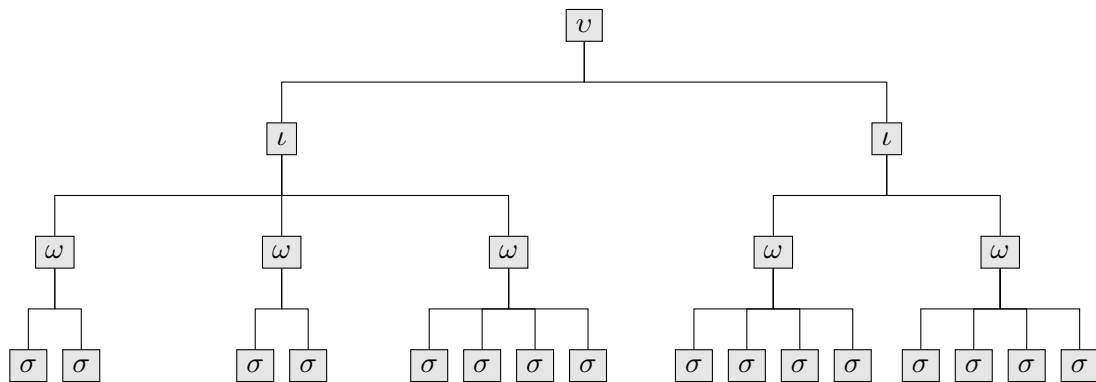 υ
ι ι
ω ω ω ω ω
σ σ σ σ σ σ σ σ σ σ σ σ σ σ σ σ